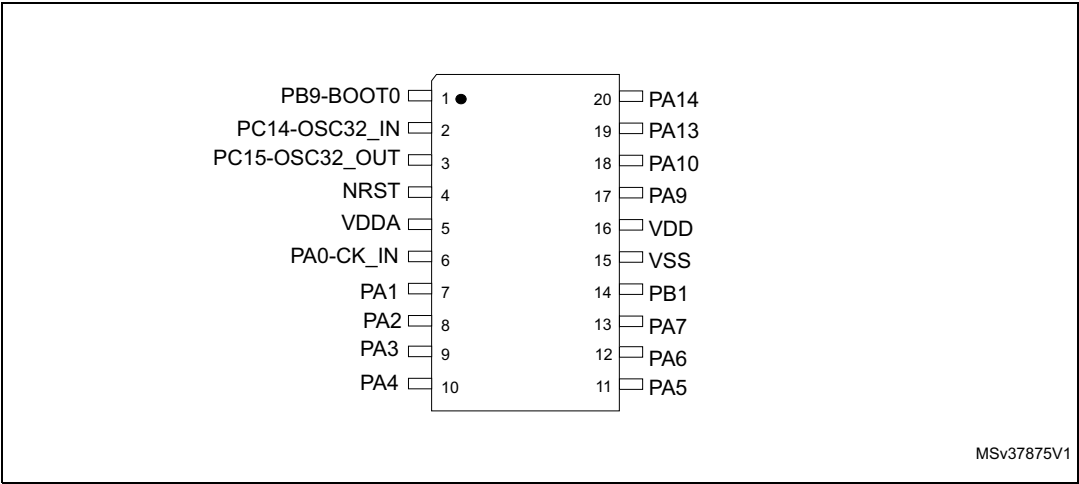 PB9-BOOT0 1 20 PA14
PC14-OSC32_IN 2 19 PA13
PC15-OSC32_OUT 3 18 PA10
NRST 4 17 PA9
VDDA 5 16 VDD
PA0-CK_IN 6 15 VSS
PA1 7 14 PB1
PA2 8 13 PA7
PA3 9 12 PA6
PA4 10 11 PA5
MSv37875V1